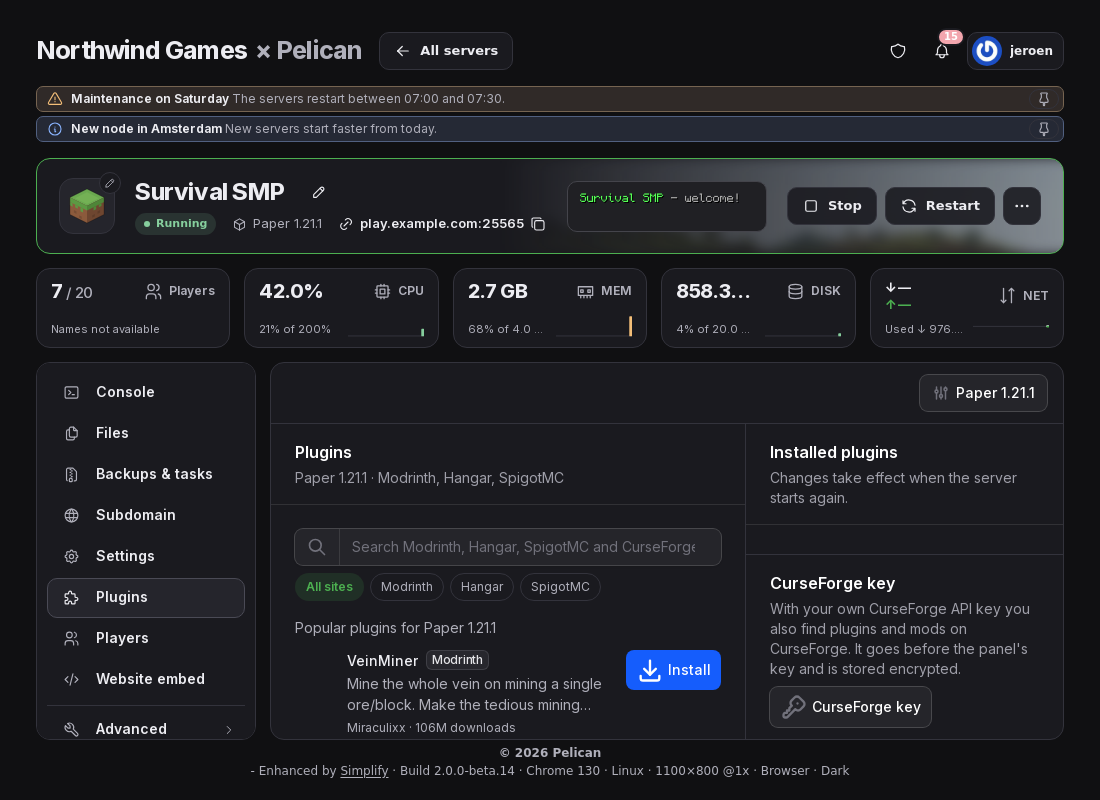 Northwind Games × Pelican
All servers
15
jeroen
Maintenance on Saturday The servers restart between 07:00 and 07:30.
New node in Amsterdam New servers start faster from today.
Survival SMP
Running
Paper 1.21.1
play.example.com:25565
Survival SMP — welcome!
Stop
Restart
7 / 20
Players
Names not available
42.0%
CPU
21% of 200%
2.7 GB
MEM
68% of 4.0 ...
858.3...
DISK
4% of 20.0 ...
↓—
↑—
NET
Used ↓ 976....
Console
Files
Backups & tasks
Subdomain
Settings
Plugins
Players
Website embed
Advanced
Paper 1.21.1
Plugins
Paper 1.21.1 · Modrinth, Hangar, SpigotMC
Search Modrinth, Hangar, SpigotMC and CurseForge
All sites
Modrinth
Hangar
SpigotMC
Popular plugins for Paper 1.21.1
VeinMiner
Modrinth
Mine the whole vein on mining a single
ore/block. Make the tedious mining...
Miraculixx · 106M downloads
Install
Installed plugins
Changes take effect when the server
starts again.
CurseForge key
With your own CurseForge API key you
also find plugins and mods on
CurseForge. It goes before the panel's
key and is stored encrypted.
CurseForge key
© 2026 Pelican
- Enhanced by Simplify · Build 2.0.0-beta.14 · Chrome 130 · Linux · 1100×800 @1x · Browser · Dark